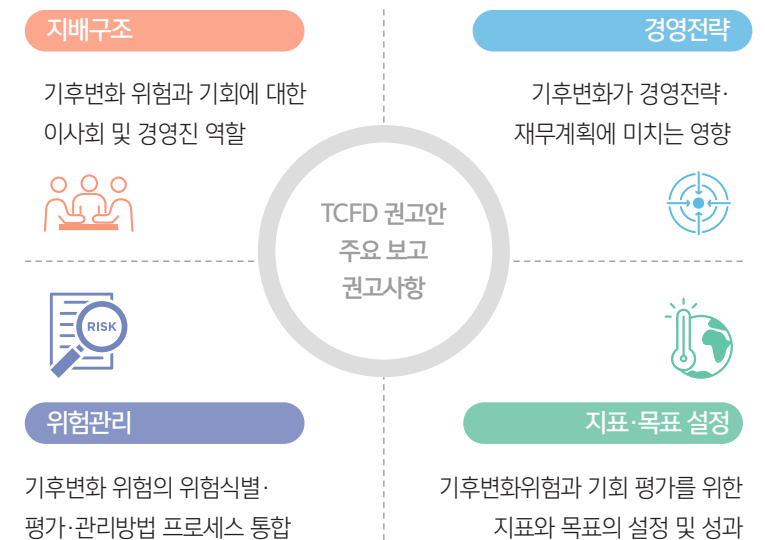 지배구조
기후변화 위험과 기회에 대한
이사회 및 경영진 역할
경영전략
기후변화가 경영전략·
재무계획에 미치는 영향
TCFD 권고안
주요 보고
권고사항
RISK
위험관리
기후변화 위험의 위험식별·
평가·관리방법 프로세스 통합
지표·목표 설정
기후변화위험과 기회 평가를 위한
지표와 목표의 설정 및 성과